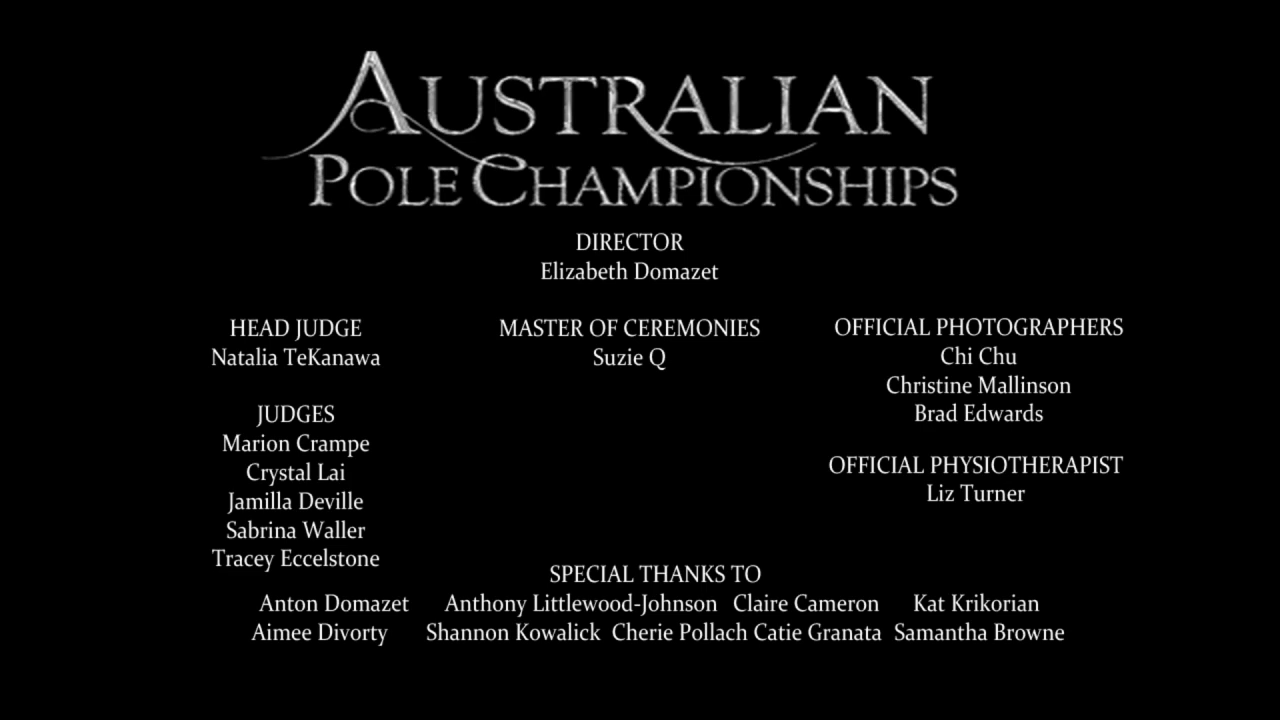 AUSTRALIAN
POLE CHAMPIONSHIPS
DIRECTOR
Elizabeth Domazet
HEAD JUDGE
Natalia TeKanawa
JUDGES
Marion Crampe
Crystal Lai
Jamilla Deville
Sabrina Waller
Tracey Eccelstone
MASTER OF CEREMONIES
Suzie Q
OFFICIAL PHOTOGRAPHERS
Chi Chu
Christine Mallinson
Brad Edwards
OFFICIAL PHYSIOTHERAPIST
Liz Turner
SPECIAL THANKS TO
Anton Domazet Anthony Littlewood-Johnson Claire Cameron Kat Krikorian
Aimee Divorty Shannon Kowalick Cherie Pollach Catie Granata Samantha Browne